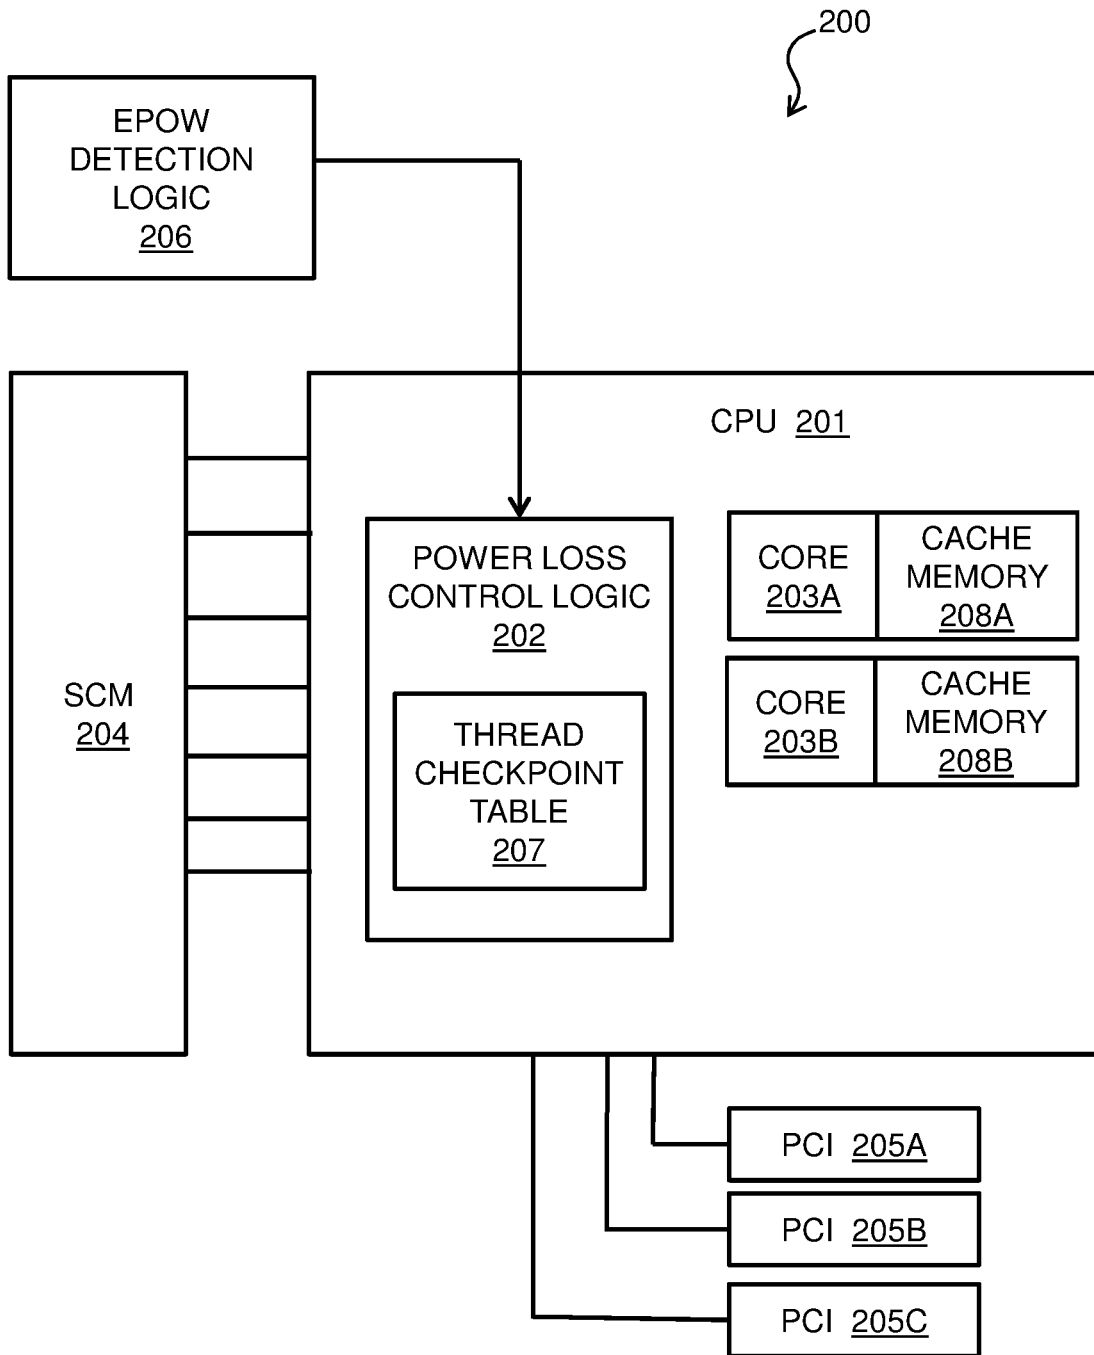 200
EPOW
DETECTION
LOGIC
206
CPU 201
POWER LOSS
CONTROL LOGIC
202
THREAD
CHECKPOINT
TABLE
207
CORE
203A
CACHE
MEMORY
208A
CORE
203B
CACHE
MEMORY
208B
SCM
204
PCI 205A
PCI 205B
PCI 205C